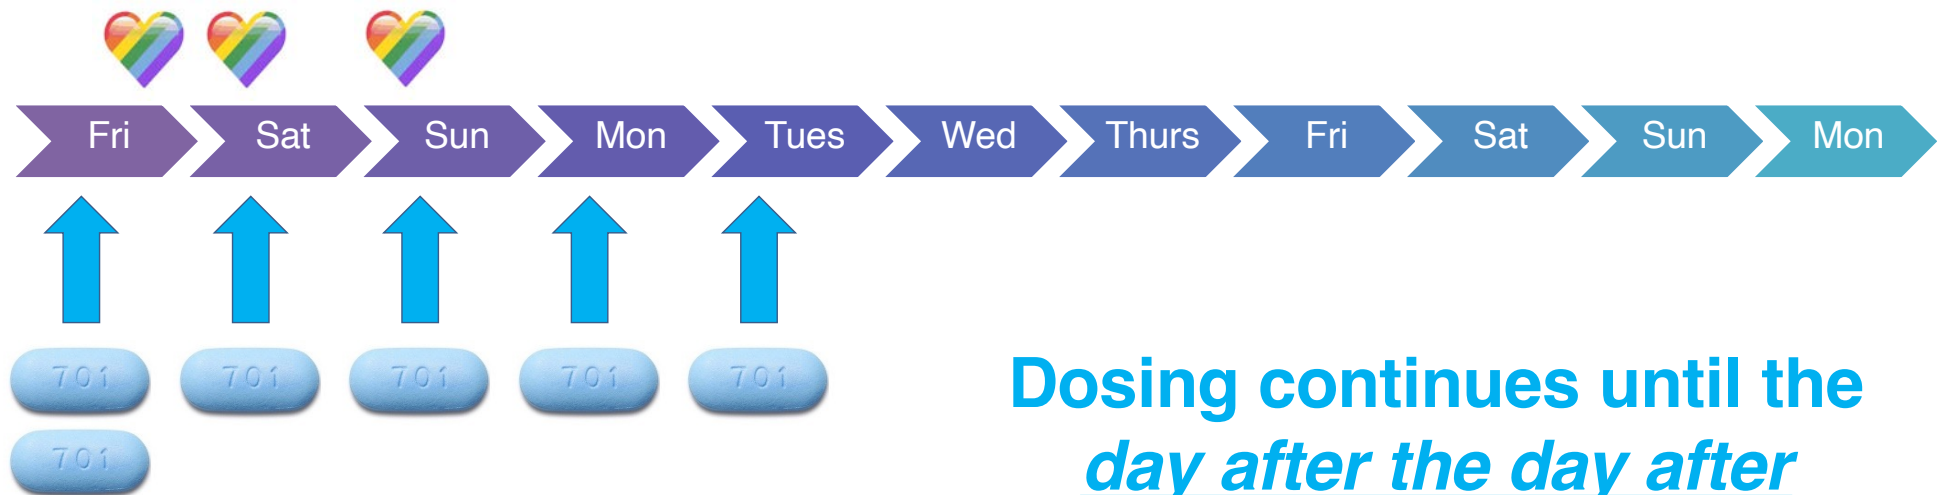 Fri Sat Sun Mon Tues Wed Thurs Fri Sat Sun Mon
701 701 701 701 701
701
Dosing continues until the
day after the day after